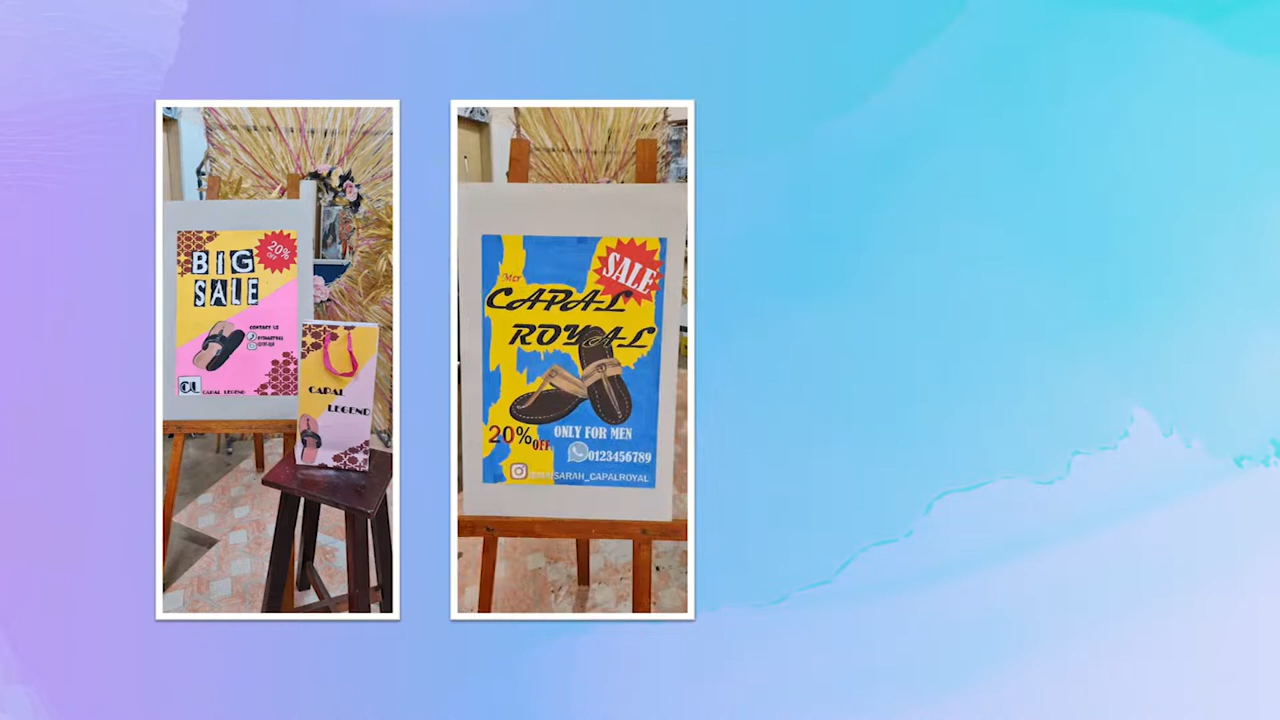 BIG
SALE
20%
OFF
CONTACT US
CL
CAPAL LEGEND
CAPAL
LEGEND
SALE
CAPAL
ROYAL
20% OFF
ONLY FOR MEN
0123456789
SARAH_CAPALROYAL